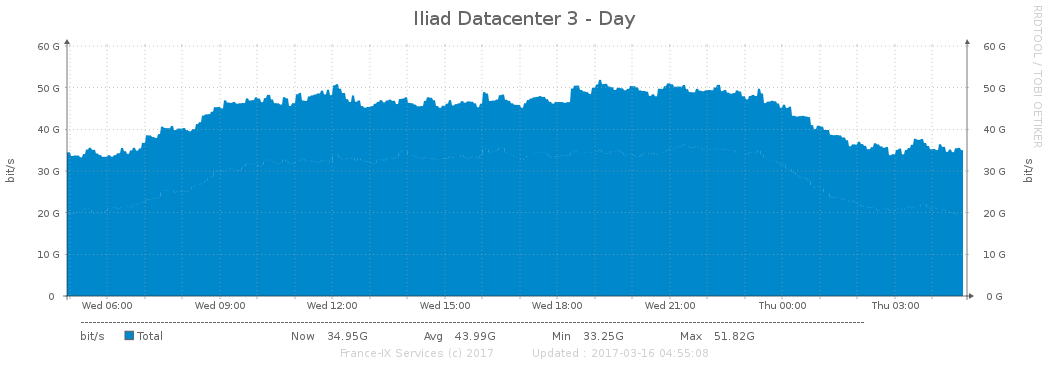 Iliad Datacenter 3 - Day
RRDTOOL / TOBI OETIKER
60 G 60 G
50 G 50 G
40 G 40 G
30 G 30 G
20 G 20 G
10 G 10 G
0 0 G
bit/s bit/s
Wed 06:00 Wed 09:00 Wed 12:00 Wed 15:00 Wed 18:00 Wed 21:00 Thu 00:00 Thu 03:00
bit/s Total Now 34.95G Avg 43.99G Min 33.25G Max 51.82G
France-IX Services (c) 2017 Updated : 2017-03-16 04:55:08